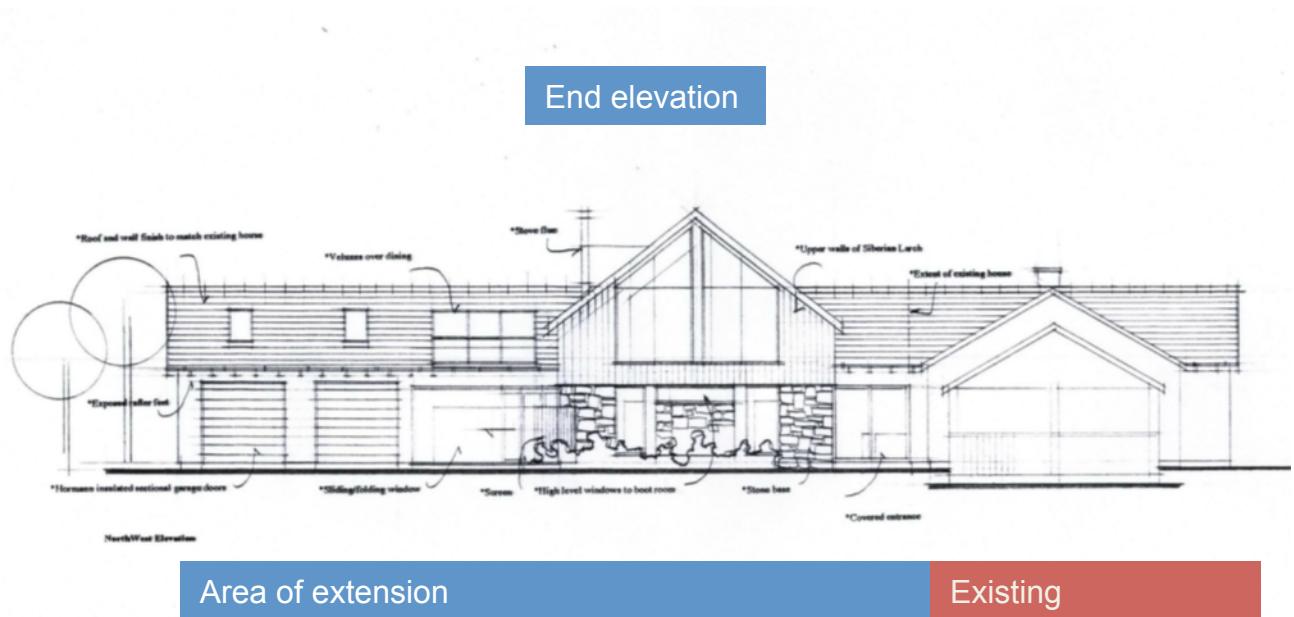 End elevation
*Roof and wall finish to match existing house
*Stove flue
*Veluxes over dining
*Upper walls of Siberian Larch
*Extent of existing house
*Exposed rafter feet
*Hormann insulated sectional garage doors
*Sliding/folding window
*Screen
*High level windows to boot room
*Stone base
*Covered entrance
NorthWest Elevation
Area of extension
Existing